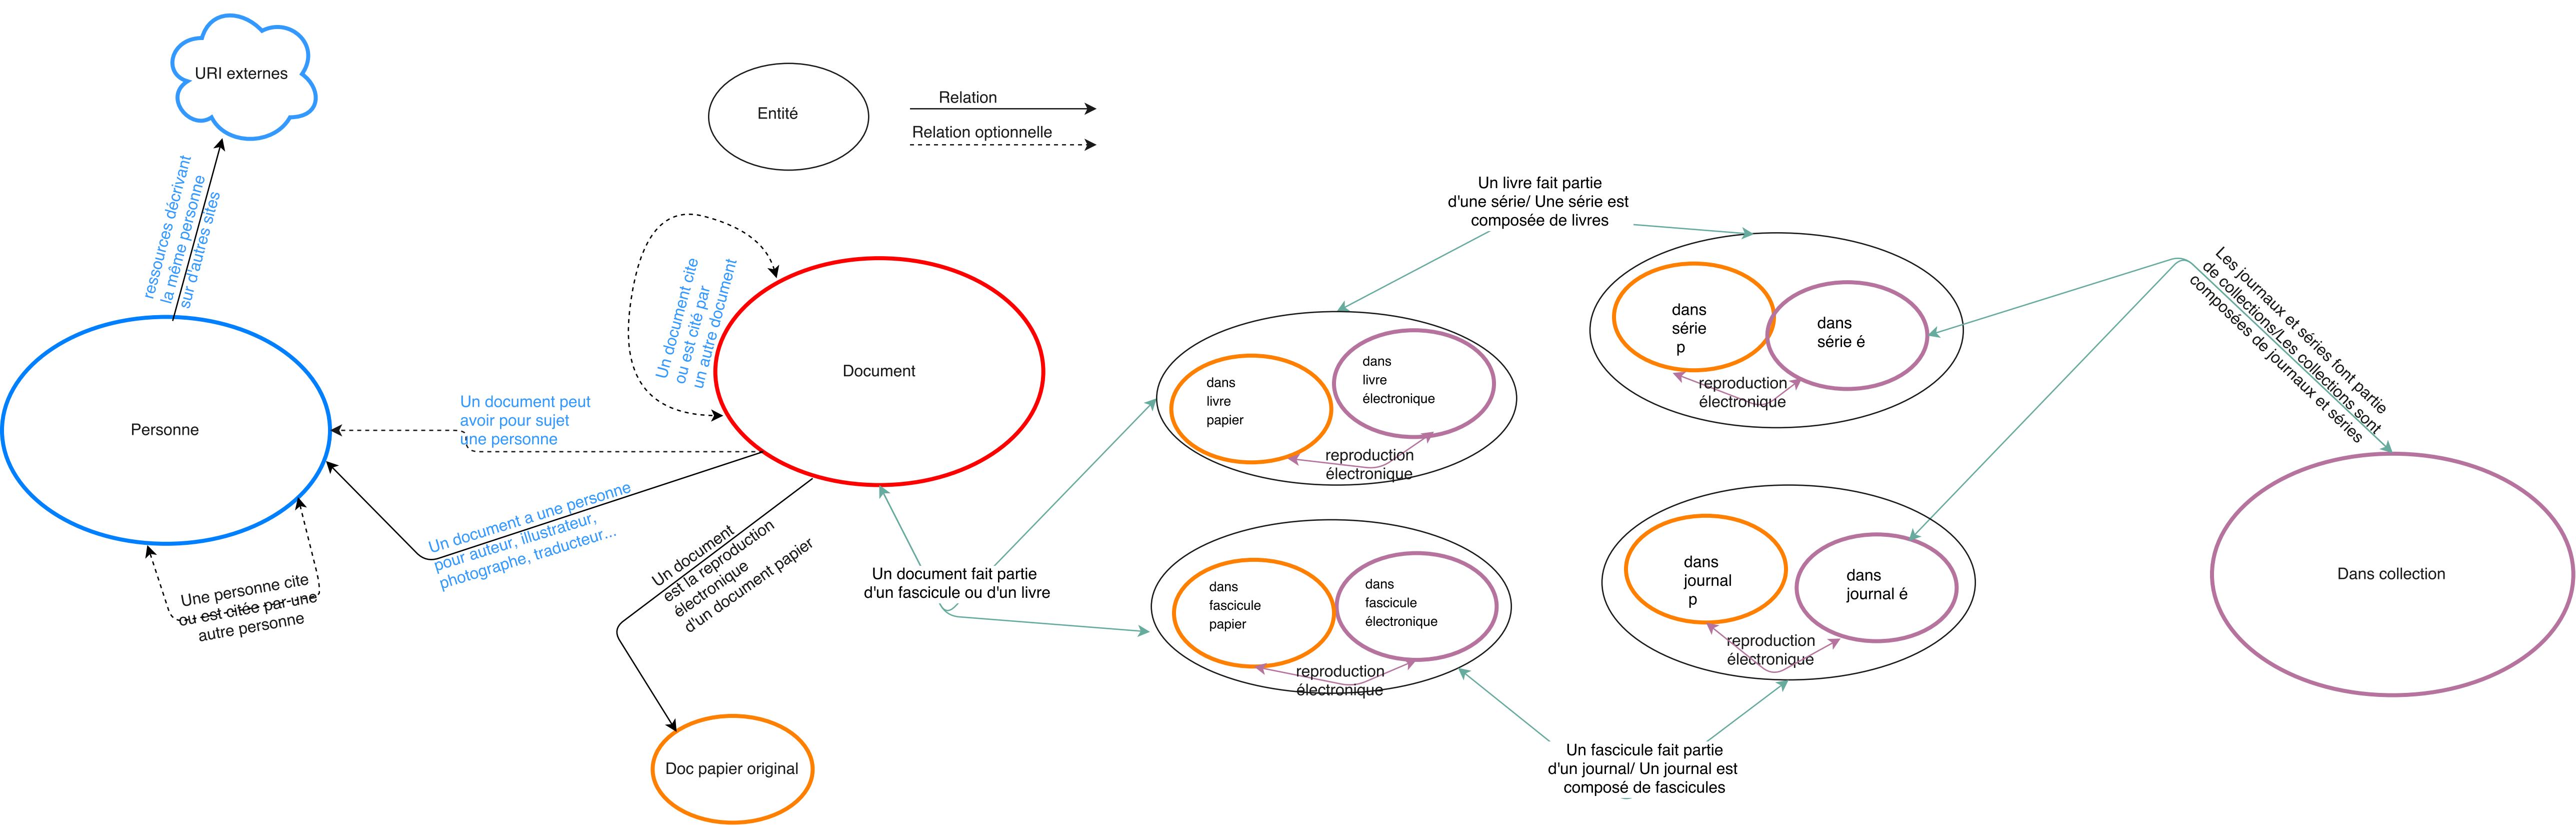 URI externes
ressources décrivant
la même personne
sur d'autres sites
Entité
Relation
Relation optionnelle
Un document cite
ou est cité par
un autre document
Document
Personne
Un document peut
avoir pour sujet
une personne
Un document a une personne
pour auteur, illustrateur,
photographe, traducteur...
Une personne cite
ou est citée par une
autre personne
Un document
est la reproduction
électronique
d'un document papier
Doc papier original
Un document fait partie
d'un fascicule ou d'un livre
Un livre fait partie
d'une série/ Une série est
composée de livres
dans
livre
papier
dans
livre
électronique
reproduction
électronique
dans
fascicule
papier
dans
fascicule
électronique
reproduction
électronique
dans
série
p
dans
série é
reproduction
électronique
dans
journal
p
dans
journal é
reproduction
électronique
Un fascicule fait partie
d'un journal/ Un journal est
composé de fascicules
Les journaux et séries font partie
de collections/Les collections sont
composées de journaux et séries
Dans collection